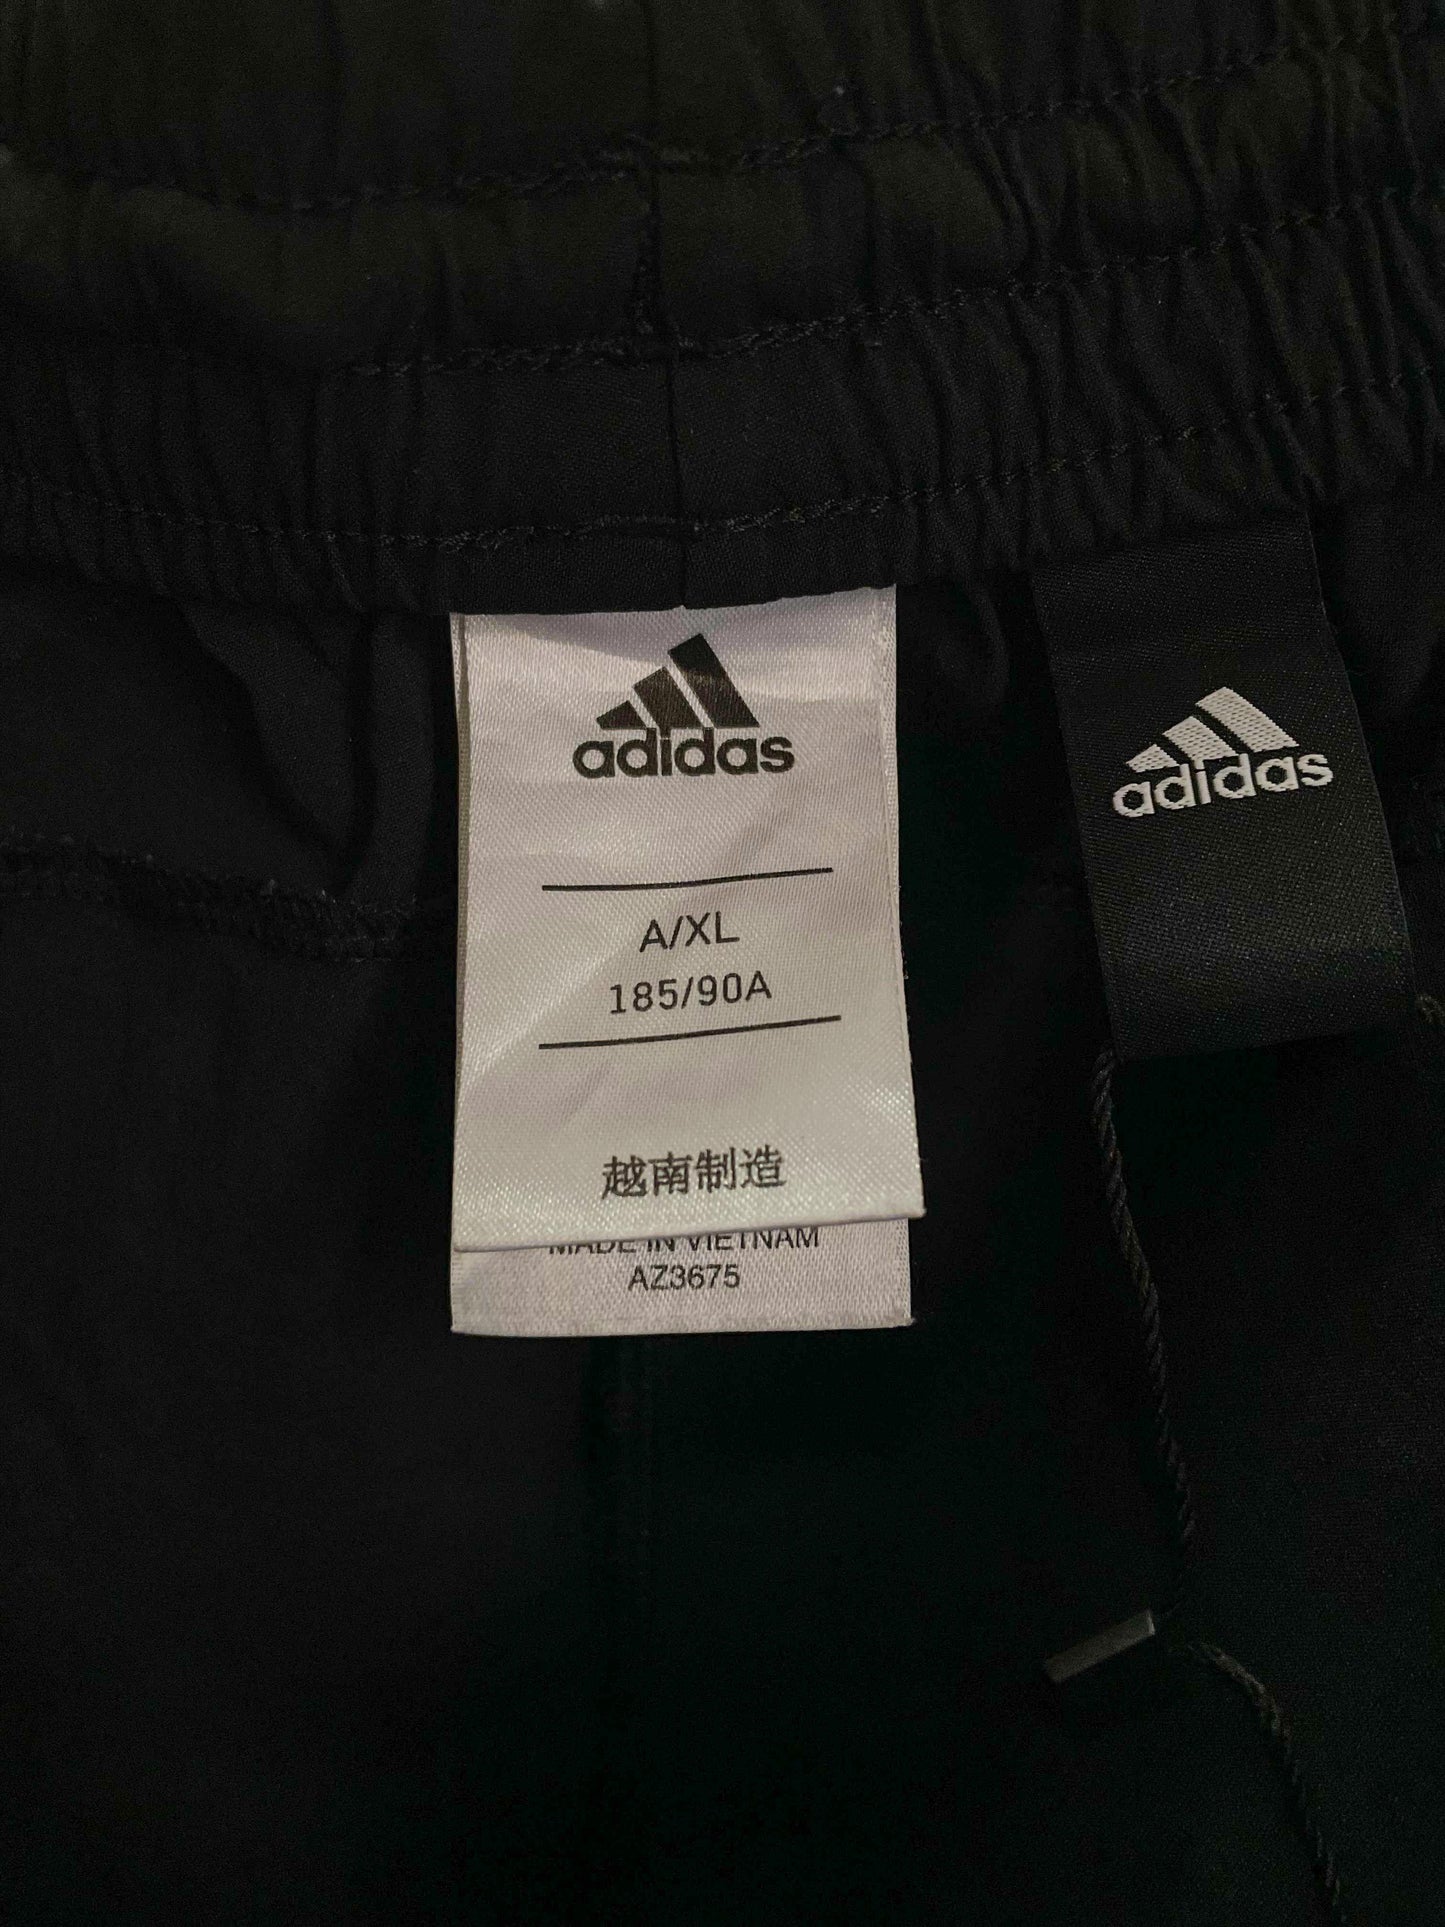 adidas
A/XL
185/90A
越南制造
MADE IN VIETNAM
AZ3675
adidas